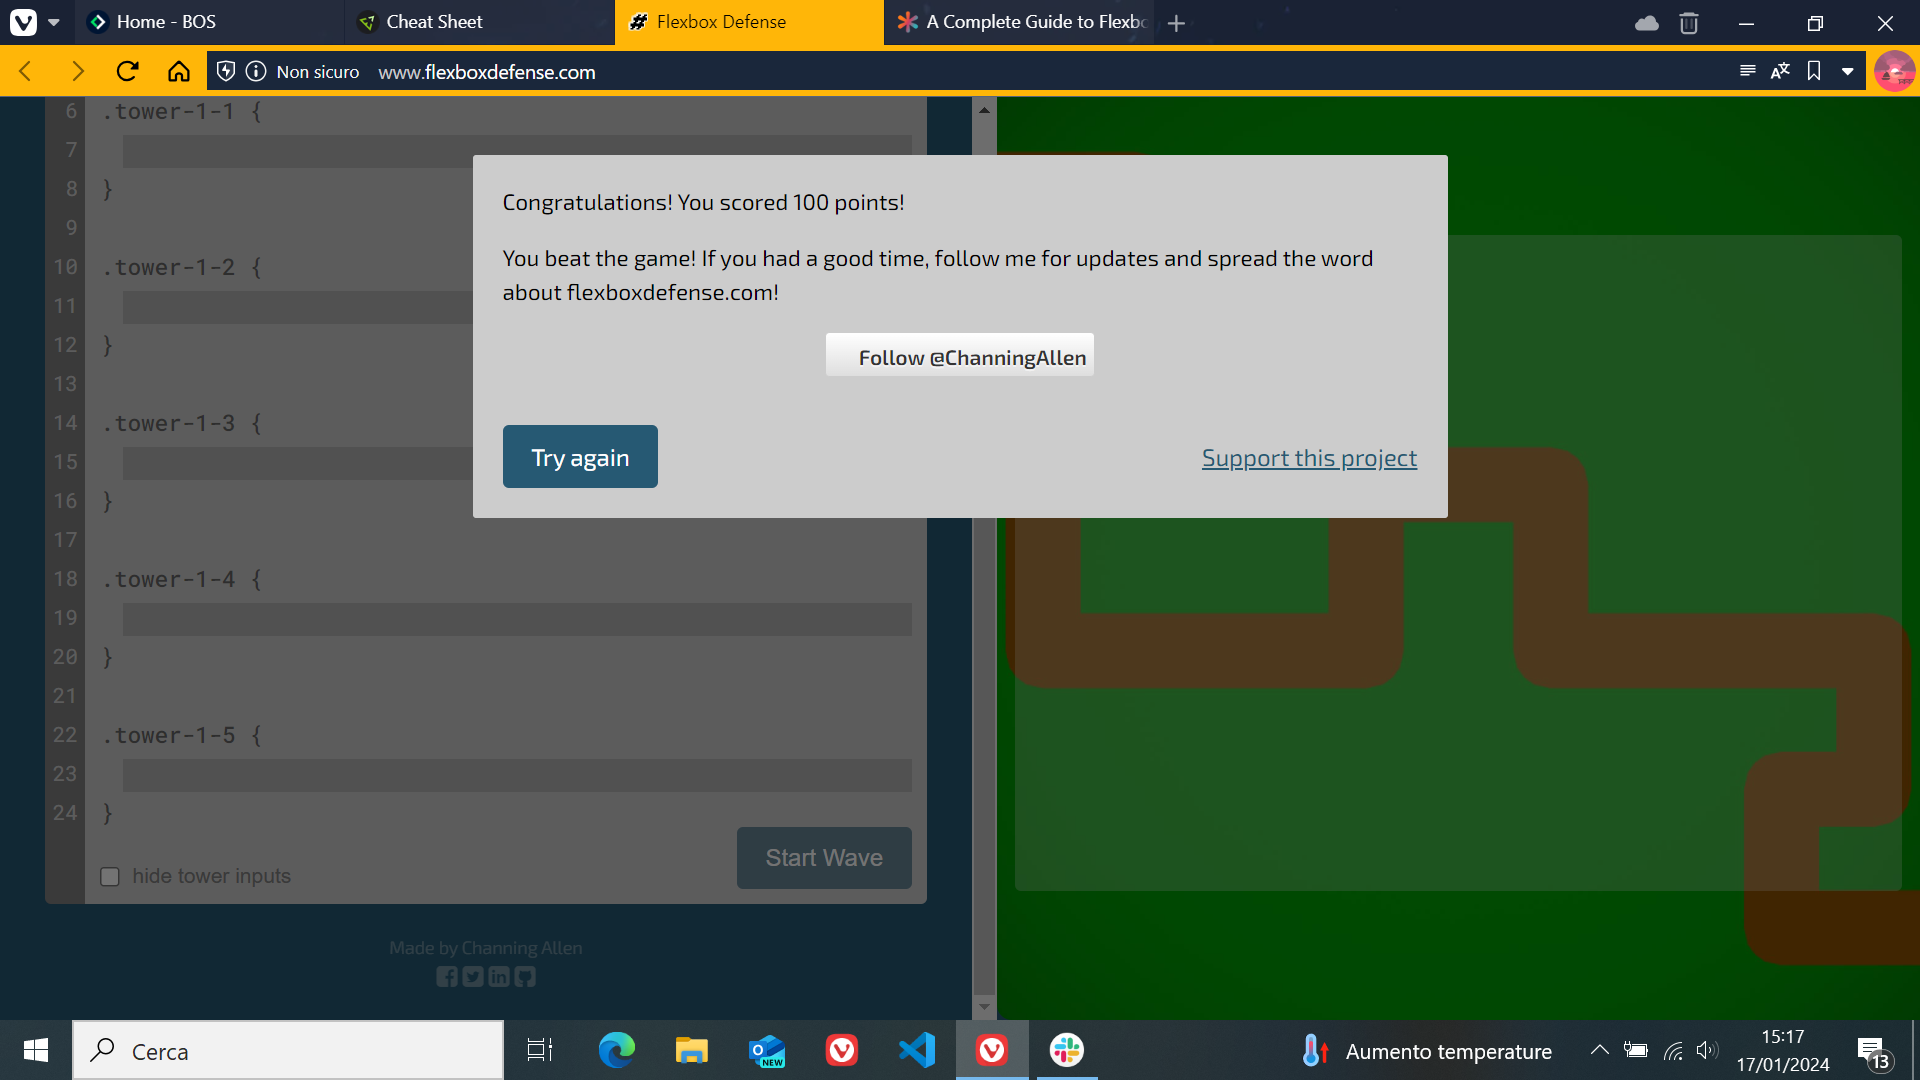 Home - BOS
Cheat Sheet
Flexbox Defense
A Complete Guide to Flexbo
Non sicuro www.flexboxdefense.com
6 .tower-1-1 {
7
8 }
9
10 .tower-1-2 {
11
12 }
13
14 .tower-1-3 {
15
16 }
17
18 .tower-1-4 {
19
20 }
21
22 .tower-1-5 {
23
24 }
Congratulations! You scored 100 points!
You beat the game! If you had a good time, follow me for updates and spread the word
about flexboxdefense.com!
Follow @ChanningAllen
Try again
Support this project
hide tower inputs
Start Wave
Made by Channing Allen
Cerca
NEW
Aumento temperature
15:17
17/01/2024
13